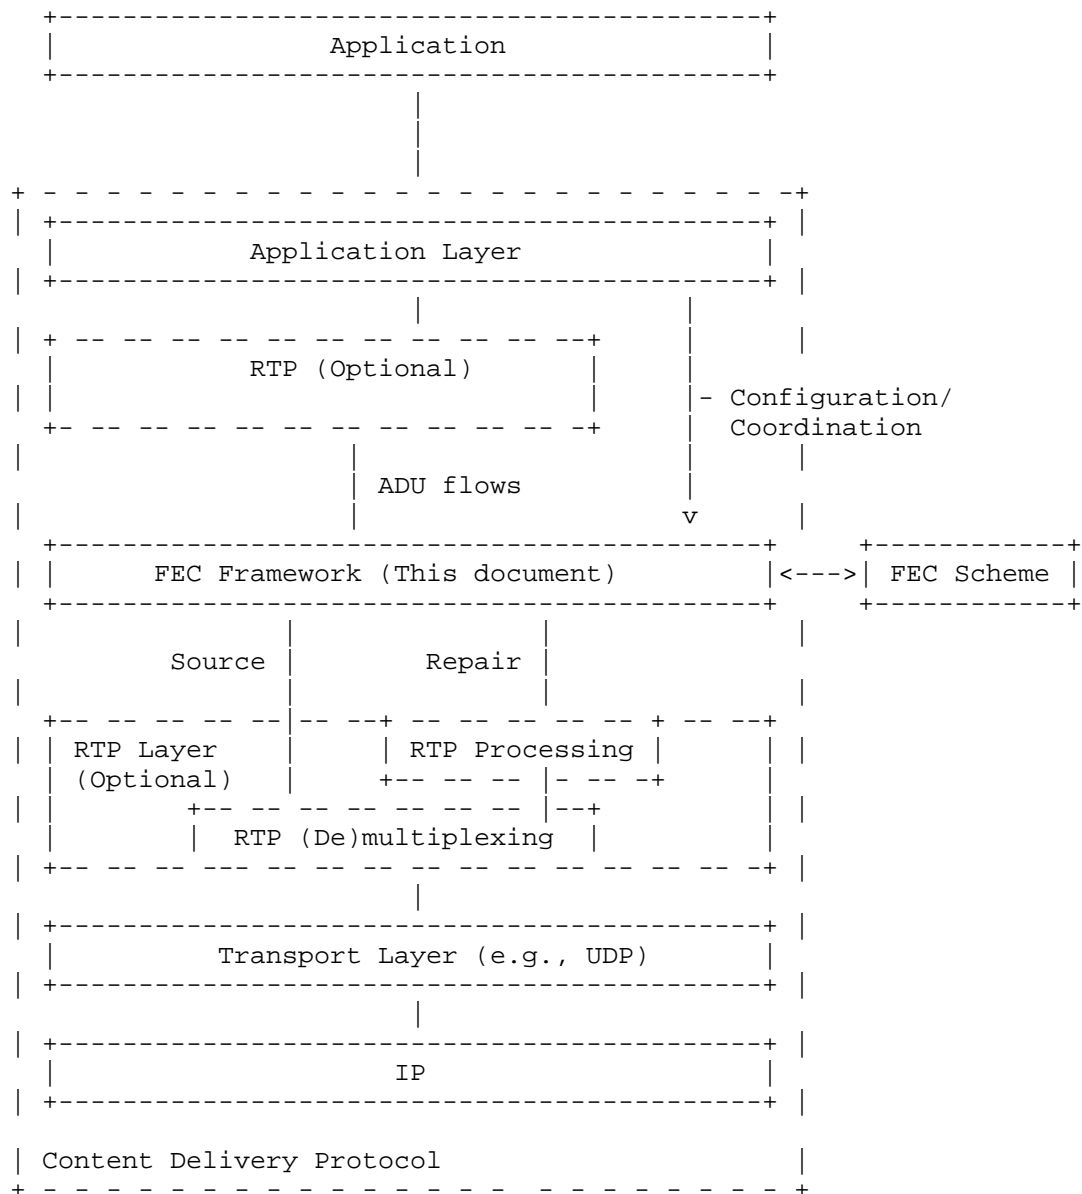 Application
Application Layer
RTP (Optional)
- Configuration/
Coordination
ADU flows
v
FEC Framework (This document) <---> FEC Scheme
Source Repair
RTP Layer RTP Processing
(Optional)
RTP (De)multiplexing
Transport Layer (e.g., UDP)
IP
Content Delivery Protocol